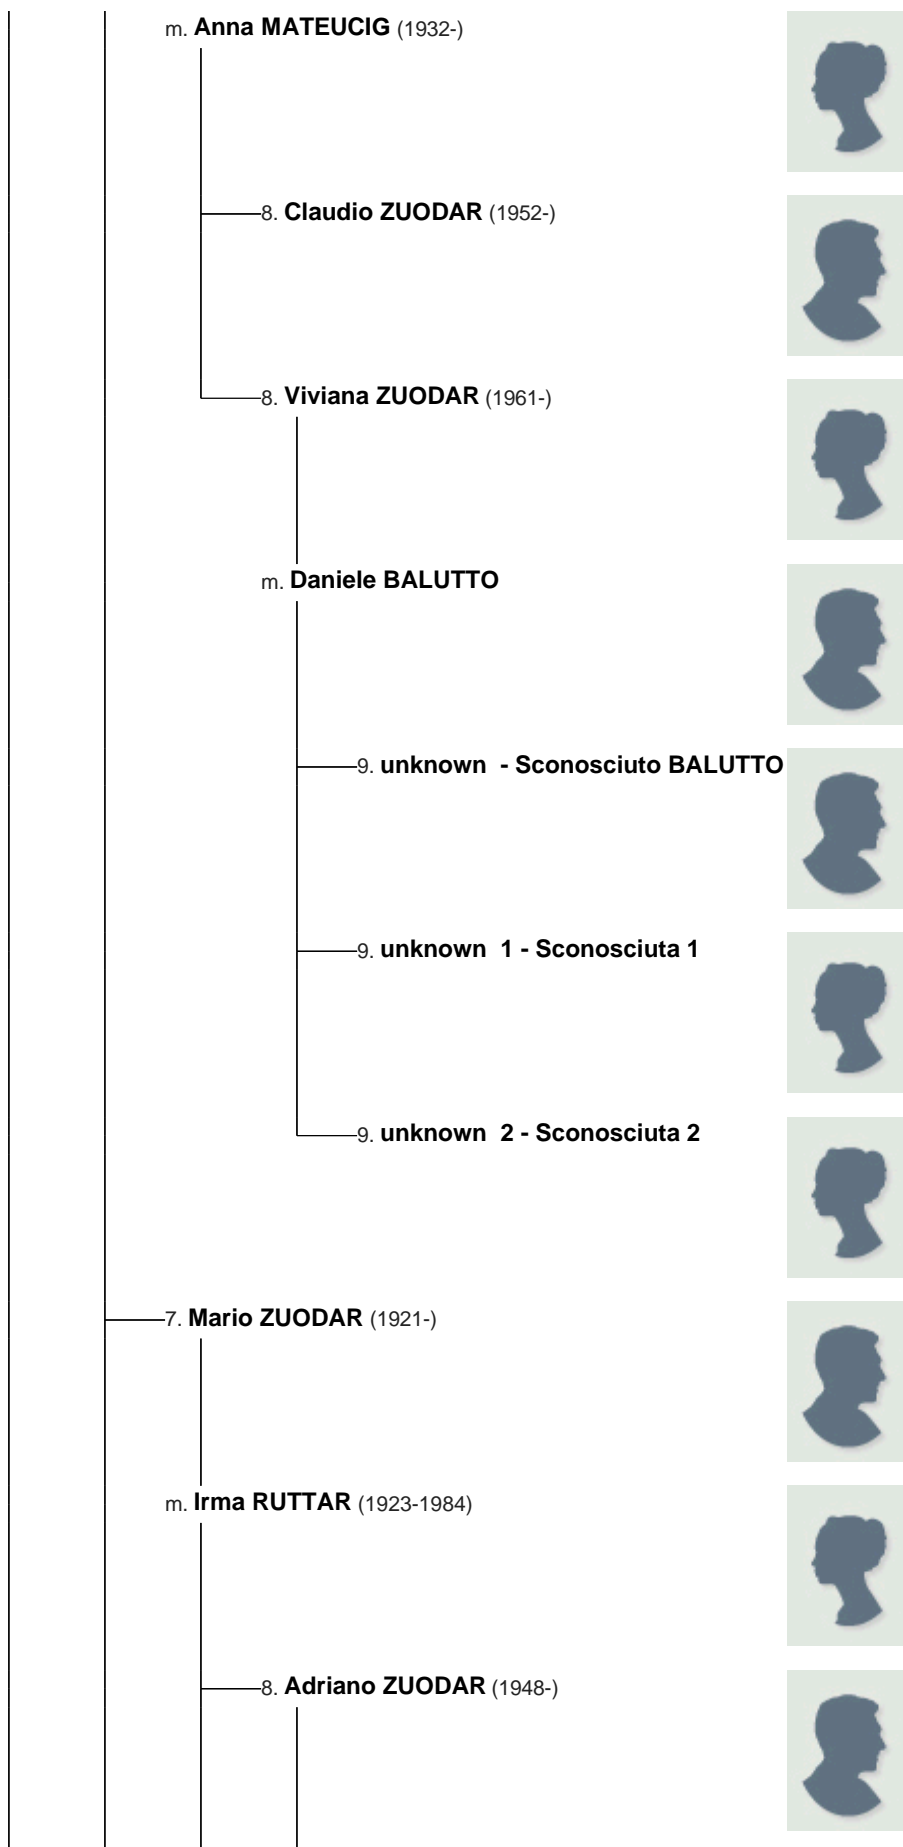 m. Anna MATEUCIG (1932-)
8. Claudio ZUODAR (1952-)
8. Viviana ZUODAR (1961-)
m. Daniele BALUTTO
9. unknown  - Sconosciuto BALUTTO
9. unknown  1 - Sconosciuta 1
9. unknown  2 - Sconosciuta 2
7. Mario ZUODAR (1921-)
m. Irma RUTTAR (1923-1984)
8. Adriano ZUODAR (1948-)